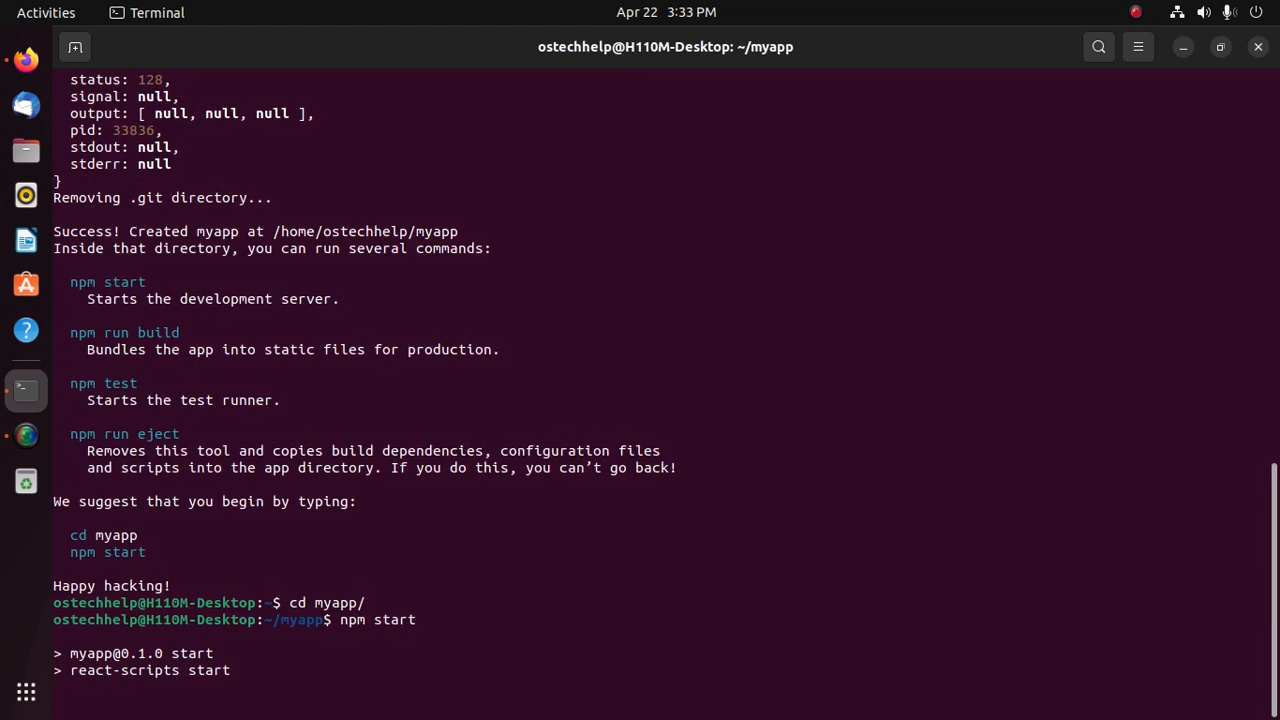 Activities
Terminal
Apr 22 3:33 PM
ostechhelp@H110M-Desktop: ~/myapp
status: 128,
signal: null,
output: [ null, null, null ],
pid: 33836,
stdout: null,
stderr: null
}
Removing .git directory...
Success! Created myapp at /home/ostechhelp/myapp
Inside that directory, you can run several commands:
npm start
Starts the development server.
npm run build
Bundles the app into static files for production.
npm test
Starts the test runner.
npm run eject
Removes this tool and copies build dependencies, configuration files
and scripts into the app directory. If you do this, you can’t go back!
We suggest that you begin by typing:
cd myapp
npm start
Happy hacking!
ostechhelp@H110M-Desktop:~$ cd myapp/
ostechhelp@H110M-Desktop:~/myapp$ npm start
> myapp@0.1.0 start
> react-scripts start